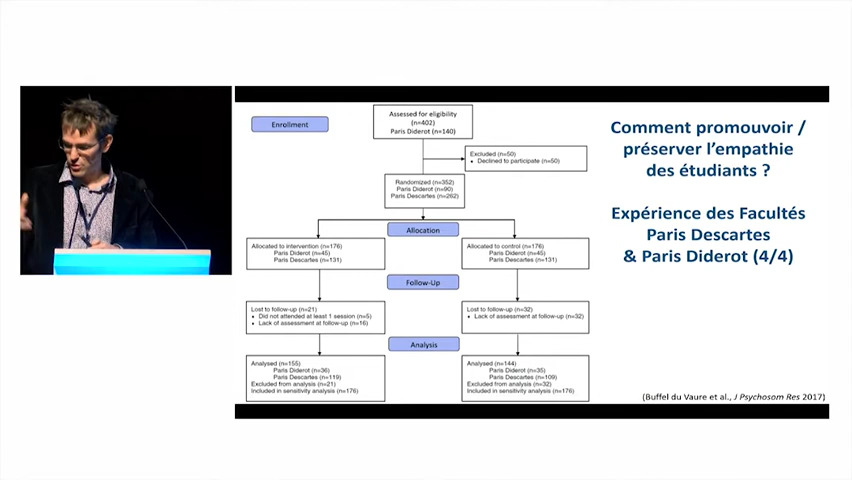 Enrollment
Assessed for eligibility
(n=402)
Paris Diderot (n=140)
Excluded (n=50)
• Declined to participate (n=50)
Randomized (n=352)
Paris Diderot (n=90)
Paris Descartes (n=262)
Allocation
Allocated to intervention (n=176)
Paris Diderot (n=45)
Paris Descartes (n=131)
Allocated to control (n=176)
Paris Diderot (n=45)
Paris Descartes (n=131)
Follow-Up
Lost to follow-up (n=21)
• Did not attended at least 1 session (n=5)
• Lack of assessment at follow-up (n=16)
Lost to follow-up (n=32)
• Lack of assessment at follow-up (n=32)
Analysis
Analysed (n=155)
Paris Diderot (n=36)
Paris Descartes (n=119)
Excluded from analysis (n=21)
Included in sensitivity analysis (n=176)
Analysed (n=144)
Paris Diderot (n=35)
Paris Descartes (n=109)
Excluded from analysis (n=32)
Included in sensitivity analysis (n=176)
Comment promouvoir /
préserver l'empathie
des étudiants ?
Expérience des Facultés
Paris Descartes
& Paris Diderot (4/4)
(Buffel du Vaure et al., J Psychosom Res 2017)